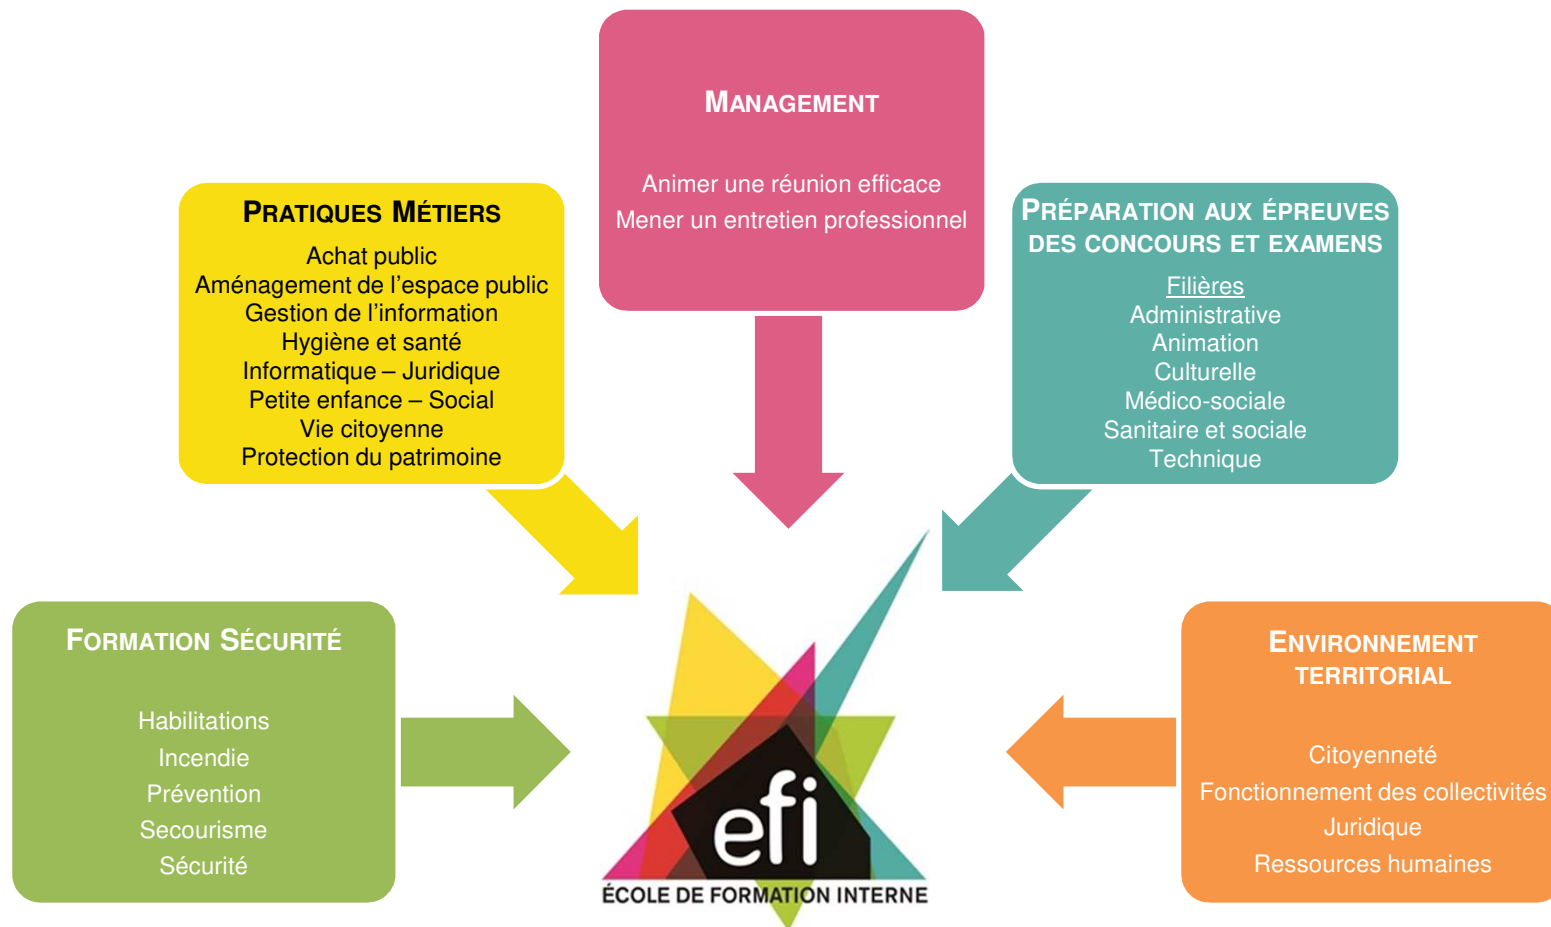 MANAGEMENT
Animer une réunion efficace
Mener un entretien professionnel
PRATIQUES MÉTIERS
Achat public
Aménagement de l’espace public
Gestion de l’information
Hygiène et santé
Informatique – Juridique
Petite enfance – Social
Vie citoyenne
Protection du patrimoine
PRÉPARATION AUX ÉPREUVES
DES CONCOURS ET EXAMENS
Filières
Administrative
Animation
Culturelle
Médico-sociale
Sanitaire et sociale
Technique
FORMATION SÉCURITÉ
Habilitations
Incendie
Prévention
Secourisme
Sécurité
efi
ÉCOLE DE FORMATION INTERNE
ENVIRONNEMENT
TERRITORIAL
Citoyenneté
Fonctionnement des collectivités
Juridique
Ressources humaines